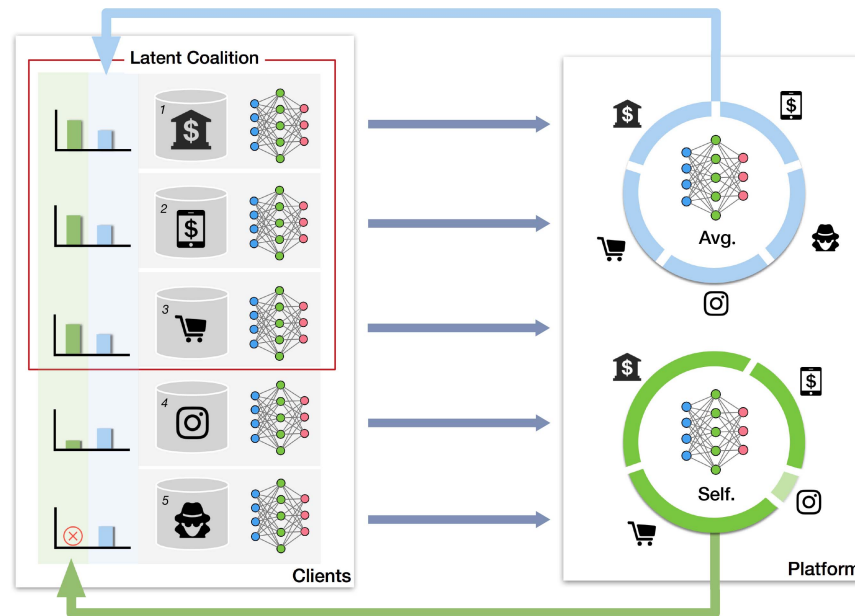 Latent Coalition
1
$
2
$
3
4
5
Clients
$
$
Avg.
$
$
Self.
Platform